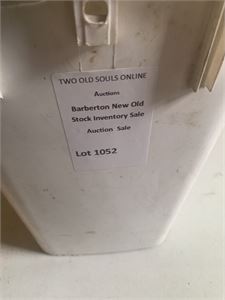 TWO OLD SOULS ONLINE
Auctions
Barberton New Old
Stock Inventory Sale
Auction Sale
Lot 1052